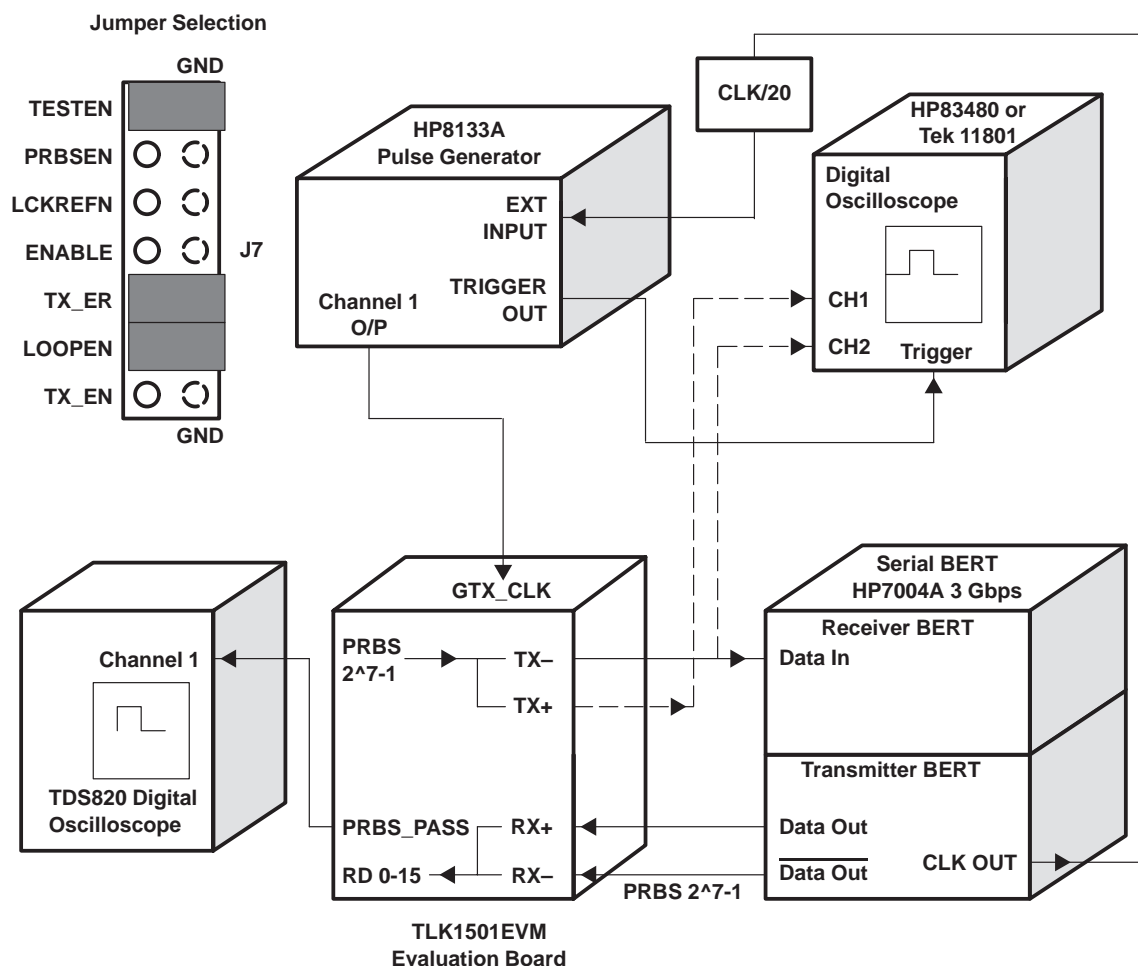 Jumper Selection
GND
TESTEN
PRBSEN
LCKREFN
ENABLE
J7
TX_ER
LOOPEN
TX_EN
GND
HP8133A
Pulse Generator
EXT
INPUT
TRIGGER
OUT
Channel 1
O/P
CLK/20
HP83480 or
Tek 11801
Digital
Oscilloscope
CH1
CH2
Trigger
Channel 1
TDS820 Digital
Oscilloscope
GTX_CLK
PRBS
2^7-1
TX–
TX+
PRBS_PASS
RX+
RD 0-15
RX–
TLK1501EVM
Evaluation Board
PRBS 2^7-1
Serial BERT
HP7004A 3 Gbps
Receiver BERT
Data In
Transmitter BERT
Data Out
Data Out
CLK OUT